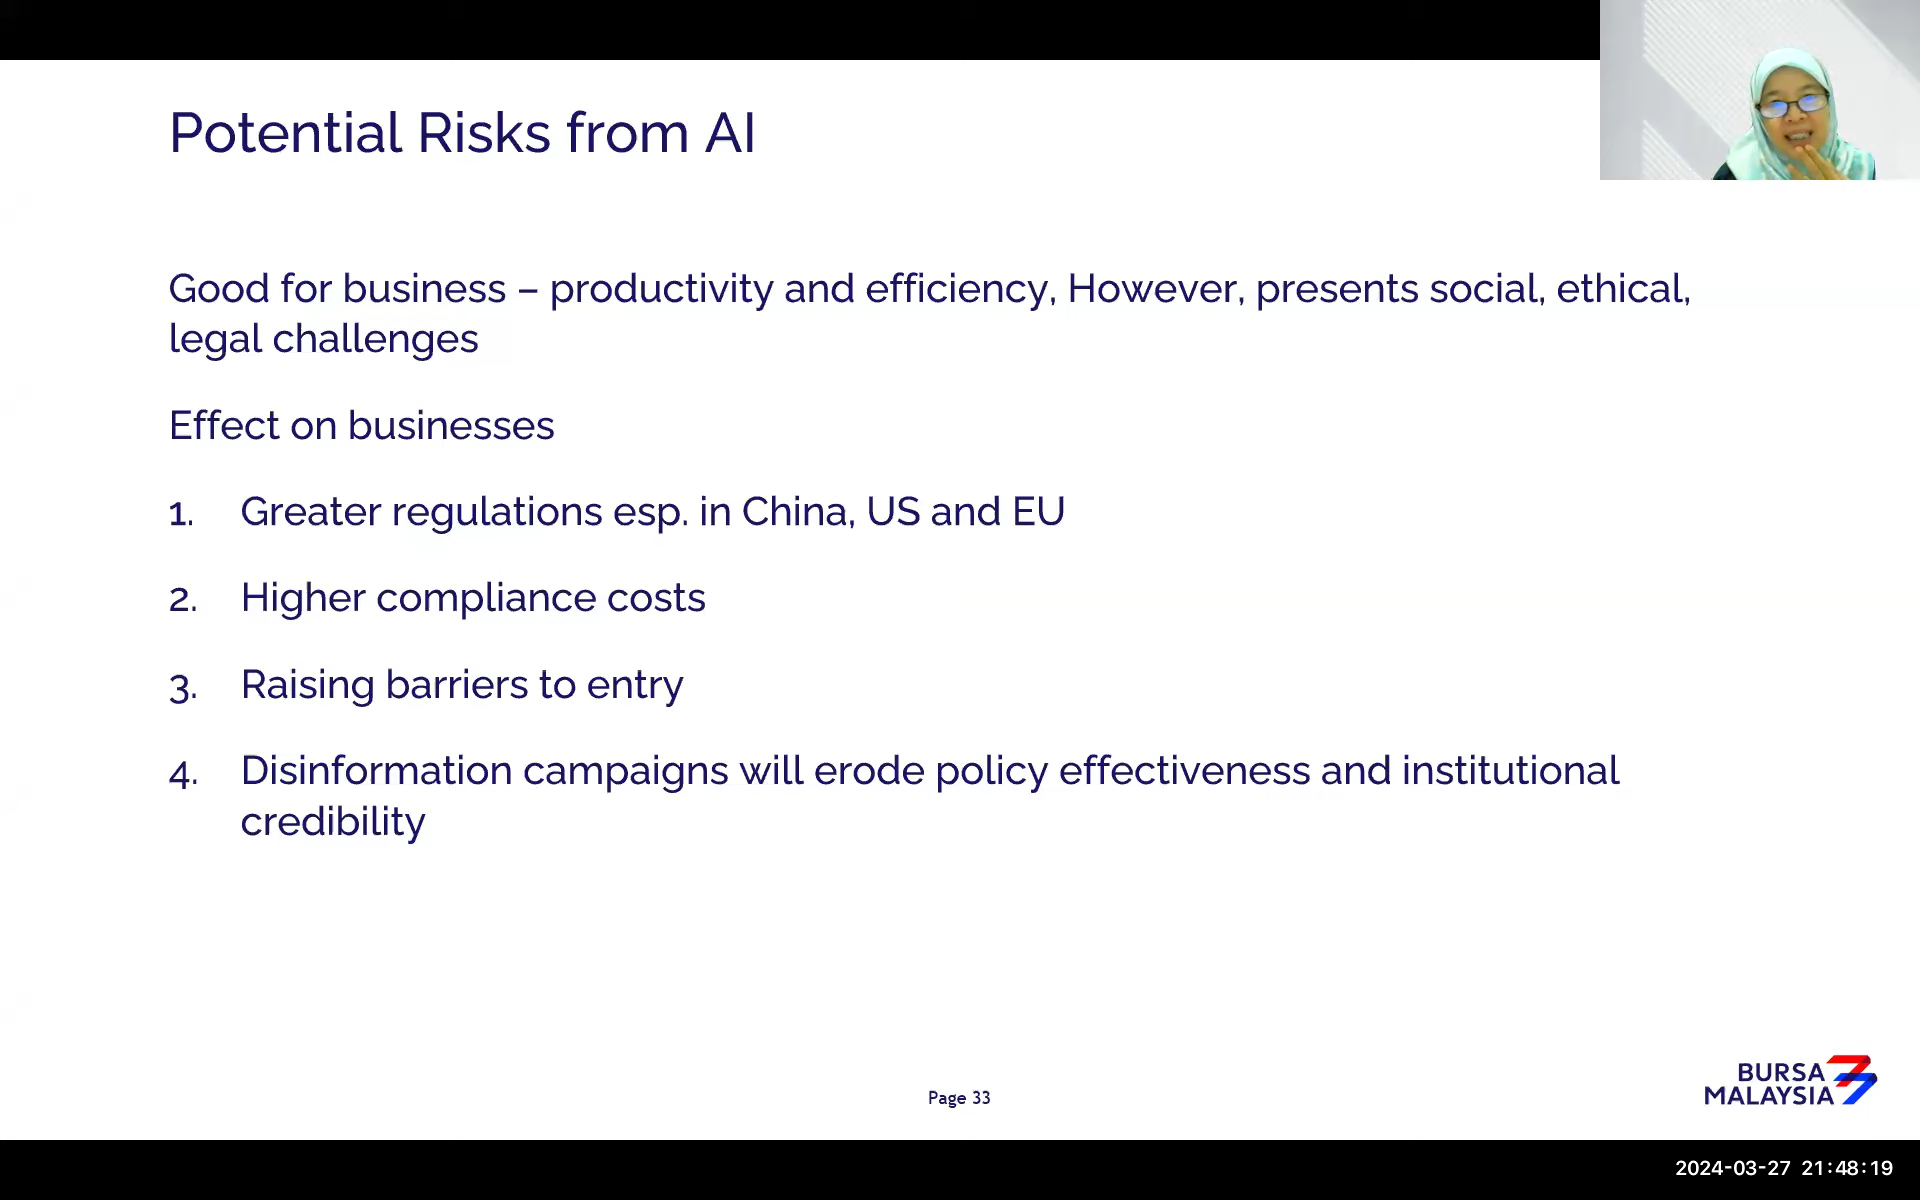 Potential Risks from AI
Good for business – productivity and efficiency, However, presents social, ethical,
legal challenges
Effect on businesses
1. Greater regulations esp. in China, US and EU
2. Higher compliance costs
3. Raising barriers to entry
4. Disinformation campaigns will erode policy effectiveness and institutional
credibility
Page 33
BURSA
MALAYSIA
2024-03-27 21:48:19